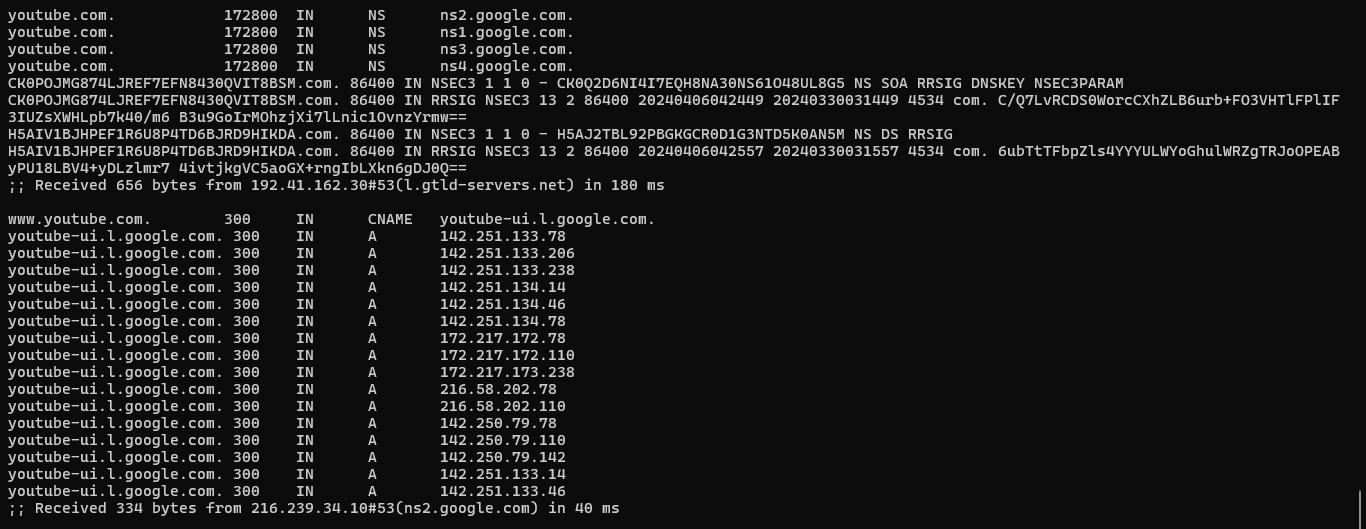 youtube.com.            172800  IN      NS      ns2.google.com.
youtube.com.            172800  IN      NS      ns1.google.com.
youtube.com.            172800  IN      NS      ns3.google.com.
youtube.com.            172800  IN      NS      ns4.google.com.
CK0POJMG874LJREF7EFN8430QVIT8BSM.com. 86400 IN NSEC3 1 1 0 - CK0Q2D6NI4I7EQH8NA30NS61O48UL8G5 NS SOA RRSIG DNSKEY NSEC3PARAM
CK0POJMG874LJREF7EFN8430QVIT8BSM.com. 86400 IN RRSIG NSEC3 13 2 86400 20240406042449 20240330031449 4534 com. C/Q7LvRCDS0WorcCXhZLB6urb+FO3VHTlFPlIF
3IUZsXWHLpb7k40/m6 B3u9GoIrMOhzjXi7lLnic1OvnzYrmw==
H5AIV1BJHPEF1R6U8P4TD6BJRD9HIKDA.com. 86400 IN NSEC3 1 1 0 - H5AJ2TBL92PBGKGCR0D1G3NTD5K0AN5M NS DS RRSIG
H5AIV1BJHPEF1R6U8P4TD6BJRD9HIKDA.com. 86400 IN RRSIG NSEC3 13 2 86400 20240406042557 20240330031557 4534 com. 6ubTtTFbpZls4YYYULWYoGhulWRZgTRJoOPEAB
yPU18LBV4+yDLzlmr7 4ivtjkgVC5aoGX+rngIbLXkn6gDJ0Q==
;; Received 656 bytes from 192.41.162.30#53(l.gtld-servers.net) in 180 ms

www.youtube.com.        300     IN      CNAME   youtube-ui.l.google.com.
youtube-ui.l.google.com. 300    IN      A       142.251.133.78
youtube-ui.l.google.com. 300    IN      A       142.251.133.206
youtube-ui.l.google.com. 300    IN      A       142.251.133.238
youtube-ui.l.google.com. 300    IN      A       142.251.134.14
youtube-ui.l.google.com. 300    IN      A       142.251.134.46
youtube-ui.l.google.com. 300    IN      A       142.251.134.78
youtube-ui.l.google.com. 300    IN      A       172.217.172.78
youtube-ui.l.google.com. 300    IN      A       172.217.172.110
youtube-ui.l.google.com. 300    IN      A       172.217.173.238
youtube-ui.l.google.com. 300    IN      A       216.58.202.78
youtube-ui.l.google.com. 300    IN      A       216.58.202.110
youtube-ui.l.google.com. 300    IN      A       142.250.79.78
youtube-ui.l.google.com. 300    IN      A       142.250.79.110
youtube-ui.l.google.com. 300    IN      A       142.250.79.142
youtube-ui.l.google.com. 300    IN      A       142.251.133.14
youtube-ui.l.google.com. 300    IN      A       142.251.133.46
;; Received 334 bytes from 216.239.34.10#53(ns2.google.com) in 40 ms